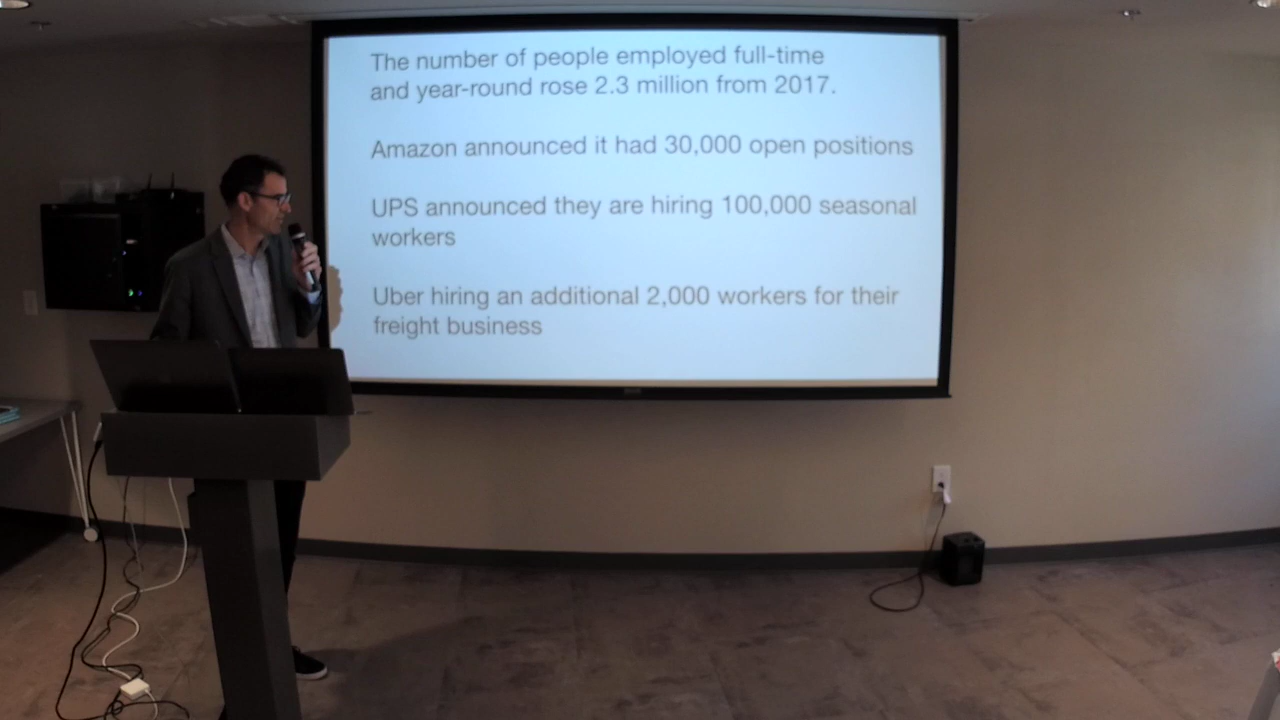 The number of people employed full-time
and year-round rose 2.3 million from 2017.
Amazon announced it had 30,000 open positions
UPS announced they are hiring 100,000 seasonal
workers
Uber hiring an additional 2,000 workers for their
freight business